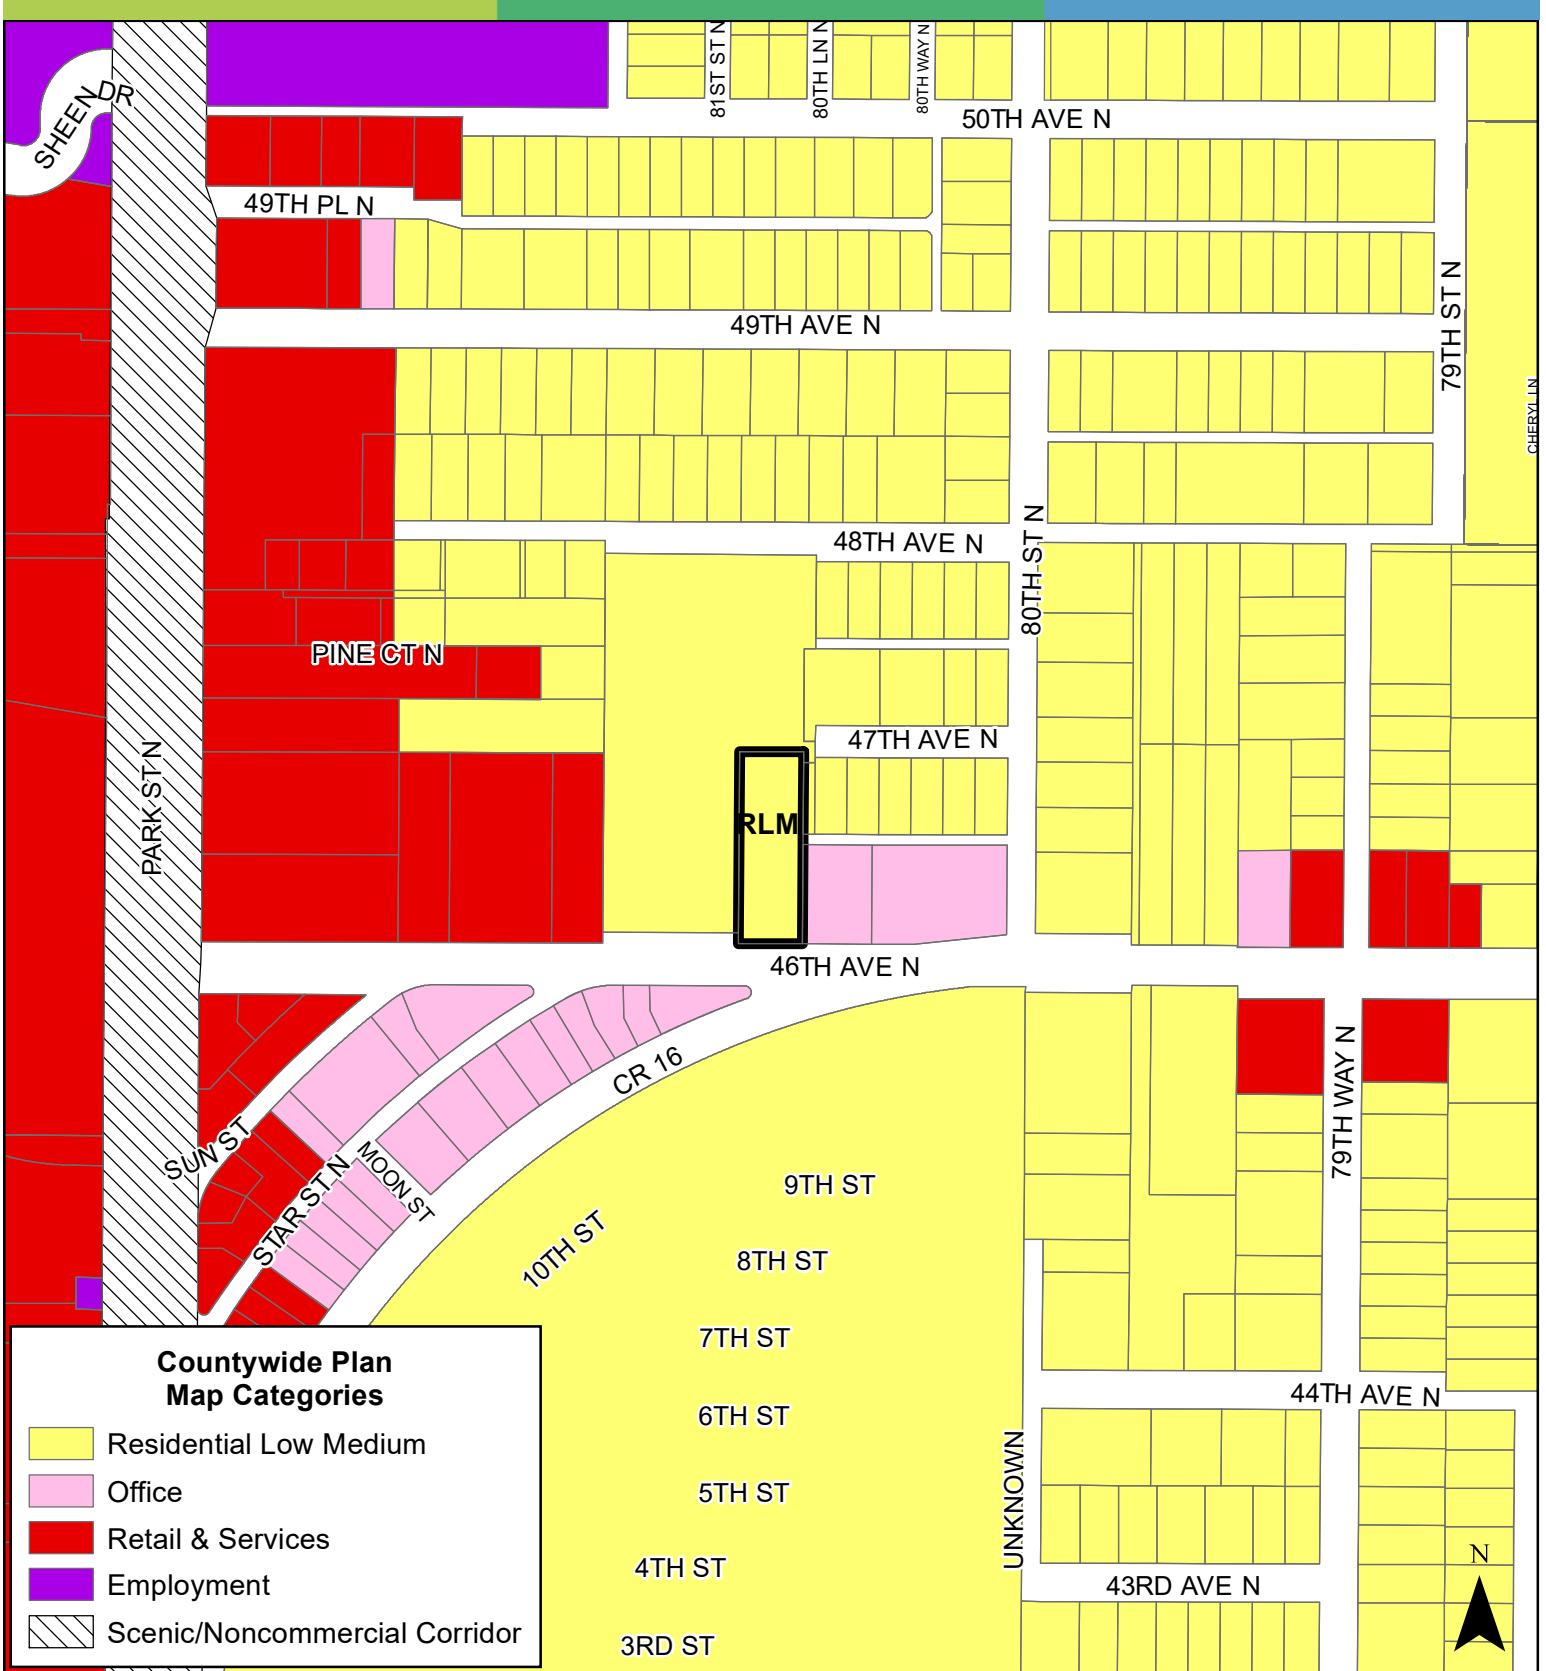 81ST ST N
80TH LN N
80TH WAY N
SHEEN DR
50TH AVE N
49TH PL N
49TH AVE N
79TH ST N
CHERYL LN
48TH AVE N
80TH ST N
PINE CT N
47TH AVE N
PARK ST N
RLM
46TH AVE N
CR 16
SUN ST
MOON ST
STAR ST N
79TH WAY N
9TH ST
10TH ST
8TH ST
7TH ST
44TH AVE N
6TH ST
UNKNOWN
5TH ST
4TH ST
43RD AVE N
3RD ST
N
Countywide Plan
Map Categories
Residential Low Medium
Office
Retail & Services
Employment
Scenic/Noncommercial Corridor